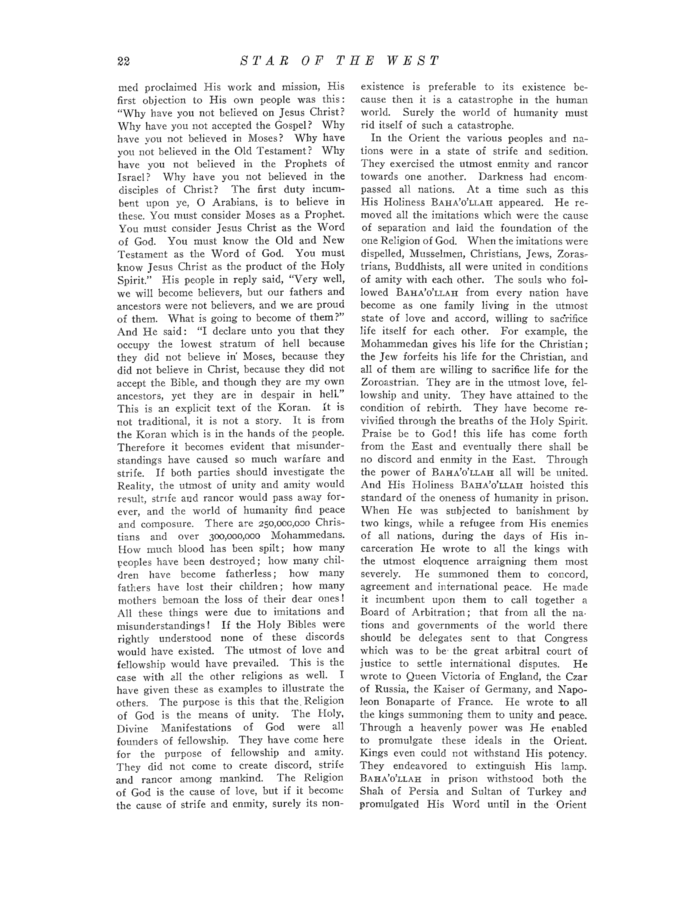 22
STAR OF THE WEST
med proclaimed His work and mission, His
first objection to His own people was this:
"Why have you not believed on Jesus Christ?
Why have you not accepted the Gospel? Why
have you not believed in Moses? Why have
you not believed in the Old Testament? Why
have you not believed in the Prophets of
Israel? Why have you not believed in the
disciples of Christ? The first duty incum-
bent upon ye, O Arabians, is to believe in
these. You must consider Moses as a Prophet.
You must consider Jesus Christ as the Word
of God. You must know the Old and New
Testament as the Word of God. You must
know Jesus Christ as the product of the Holy
Spirit." His people in reply said, "Very well,
we will become believers, but our fathers and
ancestors were not believers, and we are proud
of them. What is going to become of them?"
And He said: "I declare unto you that they
occupy the lowest stratum of hell because
they did not believe in Moses, because they
did not believe in Christ, because they did not
accept the Bible, and though they are my own
ancestors, yet they are in despair in hell."
This is an explicit text of the Koran. It is
not traditional, it is not a story. It is from
the Koran which is in the hands of the people.
Therefore it becomes evident that misunder-
standings have caused so much warfare and
strife. If both parties should investigate the
Reality, the utmost of unity and amity would
result, strife and rancor would pass away for-
ever, and the world of humanity find peace
and composure. There are 250,000,000 Chris-
tians and over 300,000,000 Mohammedans.
How much blood has been spilt; how many
peoples have been destroyed; how many chil-
dren have become fatherless; how many
fathers have lost their children; how many
mothers bemoan the loss of their dear ones!
All these things were due to imitations and
misunderstandings! If the Holy Bibles were
rightly understood none of these discords
would have existed. The utmost of love and
fellowship would have prevailed. This is the
case with all the other religions as well. I
have given these as examples to illustrate the
others. The purpose is this that the Religion
of God is the means of unity. The Holy,
Divine Manifestations of God were all
founders of fellowship. They have come here
for the purpose of fellowship and amity.
They did not come to create discord, strife
and rancor among mankind. The Religion
of God is the cause of love, but if it become
the cause of strife and enmity, surely its non-
existence is preferable to its existence be-
cause then it is a catastrophe in the human
world. Surely the world of humanity must
rid itself of such a catastrophe.
In the Orient the various peoples and na-
tions were in a state of strife and sedition.
They exercised the utmost enmity and rancor
towards one another. Darkness had encom-
passed all nations. At a time such as this
His Holiness BAHA'O'LLAH appeared. He re-
moved all the imitations which were the cause
of separation and laid the foundation of the
one Religion of God. When the imitations were
dispelled, Musselmen, Christians, Jews, Zoras-
trians, Buddhists, all were united in conditions
of amity with each other. The souls who fol-
lowed BAHA'O'LLAH from every nation have
become as one family living in the utmost
state of love and accord, willing to sacrifice
life itself for each other. For example, the
Mohammedan gives his life for the Christian;
the Jew forfeits his life for the Christian, and
all of them are willing to sacrifice life for the
Zoroastrian. They are in the utmost love, fel-
lowship and unity. They have attained to the
condition of rebirth. They have become re-
vivified through the breaths of the Holy Spirit.
Praise be to God! this life has come forth
from the East and eventually there shall be
no discord and enmity in the East. Through
the power of BAHA'O'LLAH all will be united.
And His Holiness BAHA'O'LLAH hoisted this
standard of the oneness of humanity in prison.
When He was subjected to banishment by
two kings, while a refugee from His enemies
of all nations, during the days of His in-
carceration He wrote to all the kings with
the utmost eloquence arraigning them most
severely. He summoned them to concord,
agreement and international peace. He made
it incumbent upon them to call together a
Board of Arbitration; that from all the na-
tions and governments of the world there
should be delegates sent to that Congress
which was to be the great arbitral court of
justice to settle international disputes. He
wrote to Queen Victoria of England, the Czar
of Russia, the Kaiser of Germany, and Napo-
leon Bonaparte of France. He wrote to all
the kings summoning them to unity and peace.
Through a heavenly power was He enabled
to promulgate these ideals in the Orient.
Kings even could not withstand His potency.
They endeavored to extinguish His lamp.
BAHA'O'LLAH in prison withstood both the
Shah of Persia and Sultan of Turkey and
promulgated His Word until in the Orient